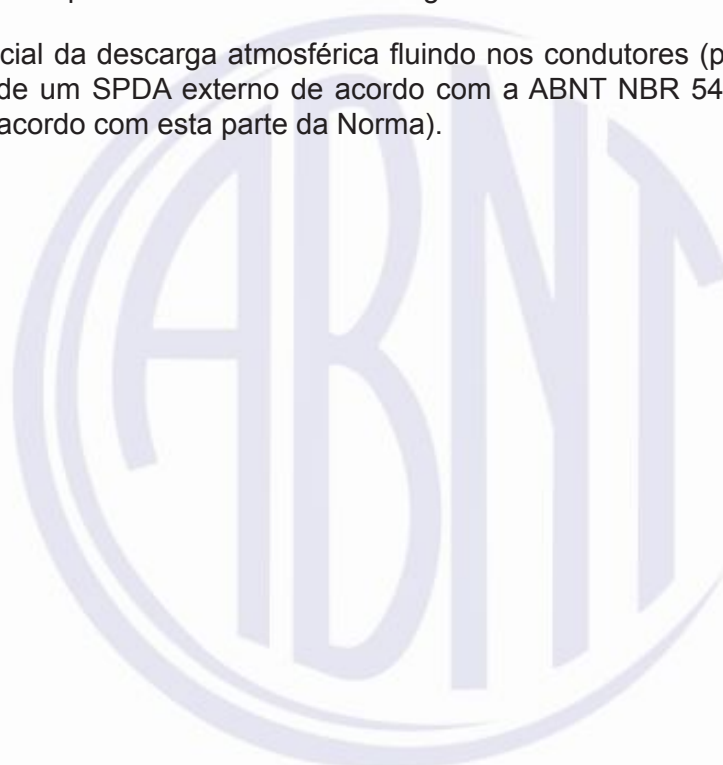 cial da descarga atmosférica fluindo nos condutores (p
de um SPDA externo de acordo com a ABNT NBR 54
acordo com esta parte da Norma).
ABNT